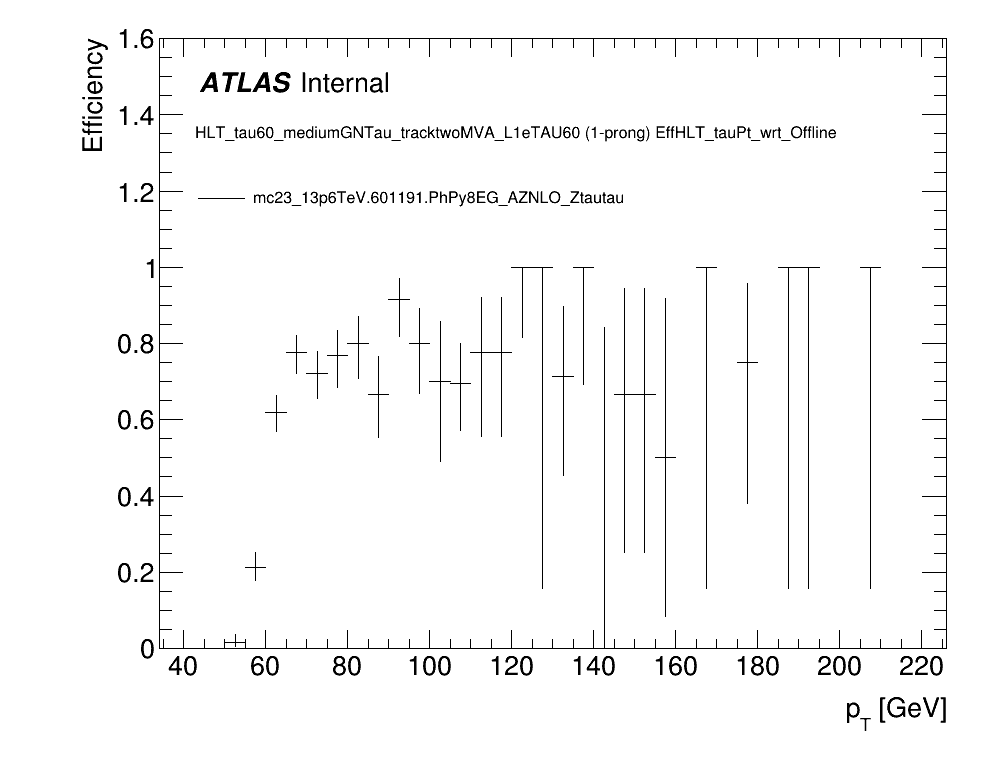 Efficiency
1.6
1.4
1.2
1
0.8
0.6
0.4
0.2
0
ATLAS Internal
HLT_tau60_mediumGNTau_tracktwoMVA_L1eTAU60 (1-prong) EffHLT_tauPt_wrt_Offline
mc23_13p6TeV.601191.PhPy8EG_AZNLO_Ztautau
40 60 80 100 120 140 160 180 200 220
p_T [GeV]